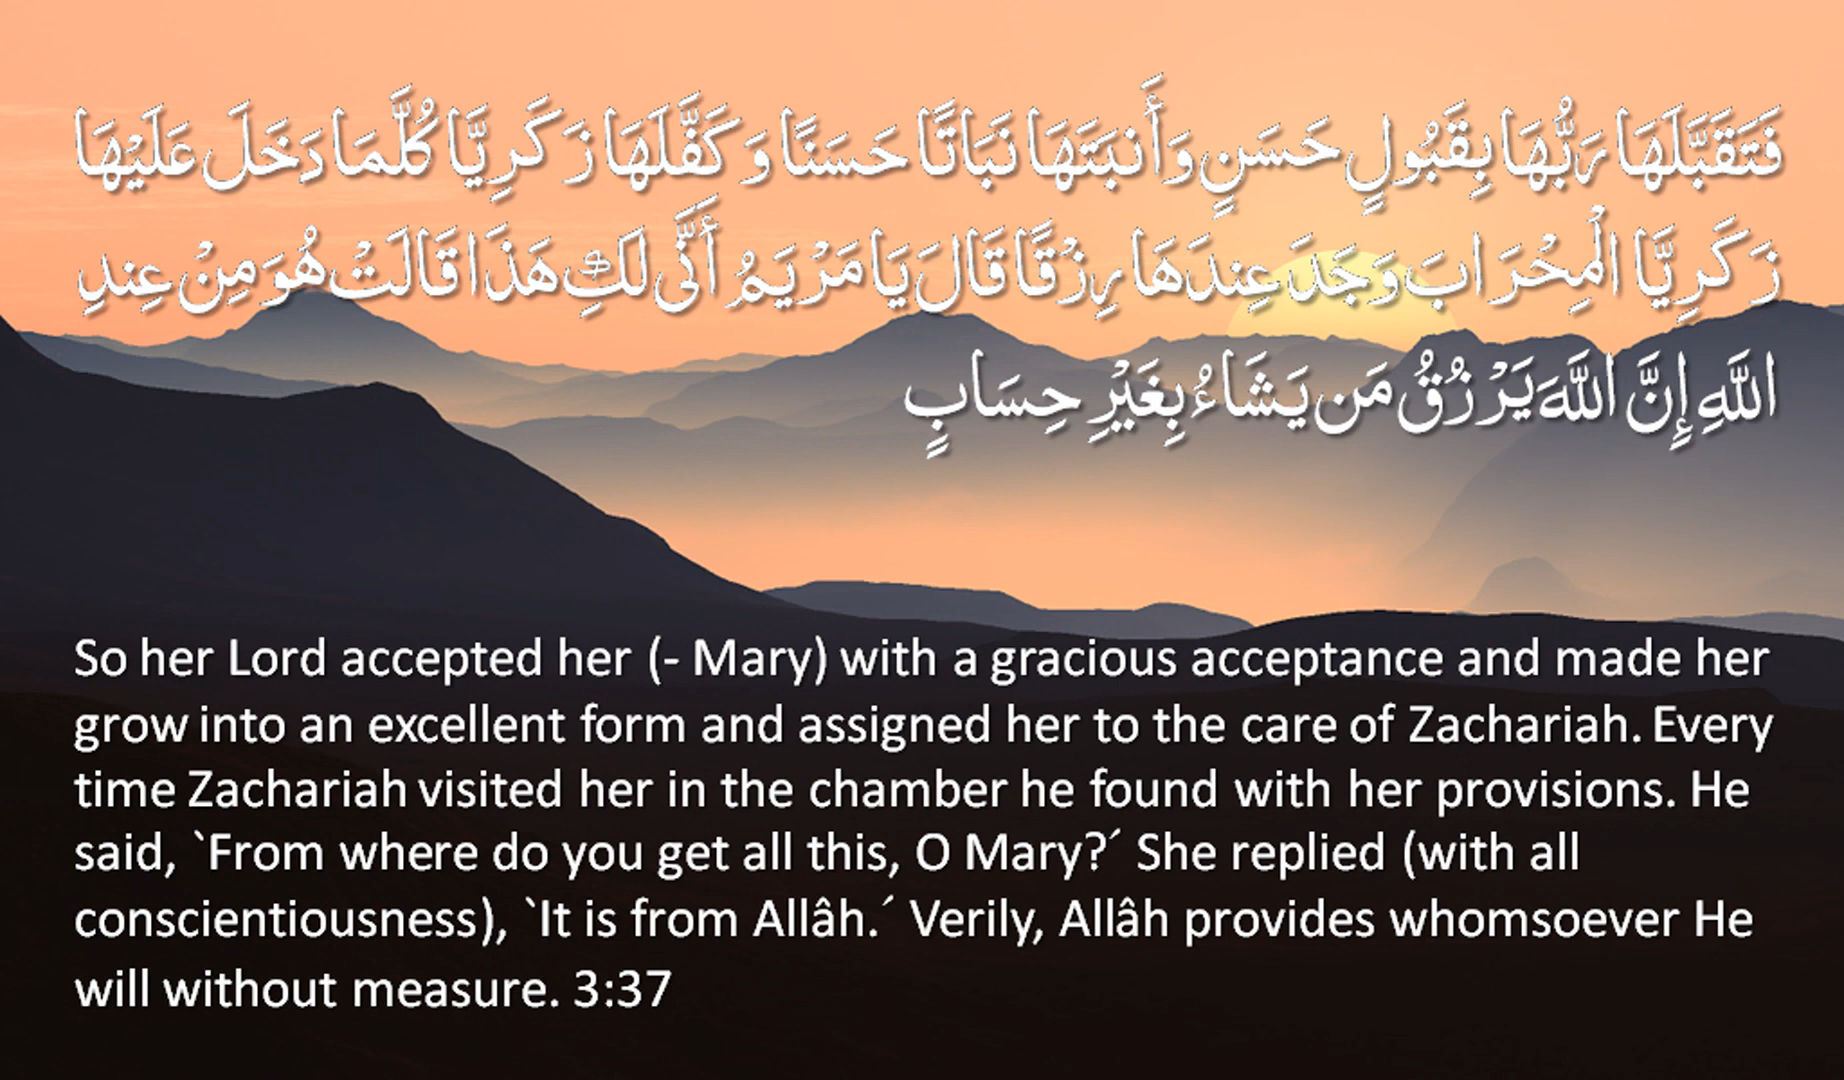 فَتَقَبَّلَهَا رَبُّهَا بِقَبُولٍ حَسَنٍ وَأَنبَتَهَا نَبَاتًا حَسَنًا وَكَفَّلَهَا زَكَرِيَّا كُلَّمَا دَخَلَ عَلَيْهَا
زَكَرِيَّا الْمِحْرَابَ وَجَدَ عِندَهَا رِزْقًا قَالَ يَا مَرْيَمُ أَنَّى لَكِ هَذَا قَالَتْ هُوَ مِنْ عِندِ
اللَّهِ إِنَّ اللَّهَ يَرْزُقُ مَن يَشَاءُ بِغَيْرِ حِسَابٍ
So her Lord accepted her (- Mary) with a gracious acceptance and made her
grow into an excellent form and assigned her to the care of Zachariah. Every
time Zachariah visited her in the chamber he found with her provisions. He
said, `From where do you get all this, O Mary?´ She replied (with all
conscientiousness), `It is from Allâh.´ Verily, Allâh provides whomsoever He
will without measure. 3:37